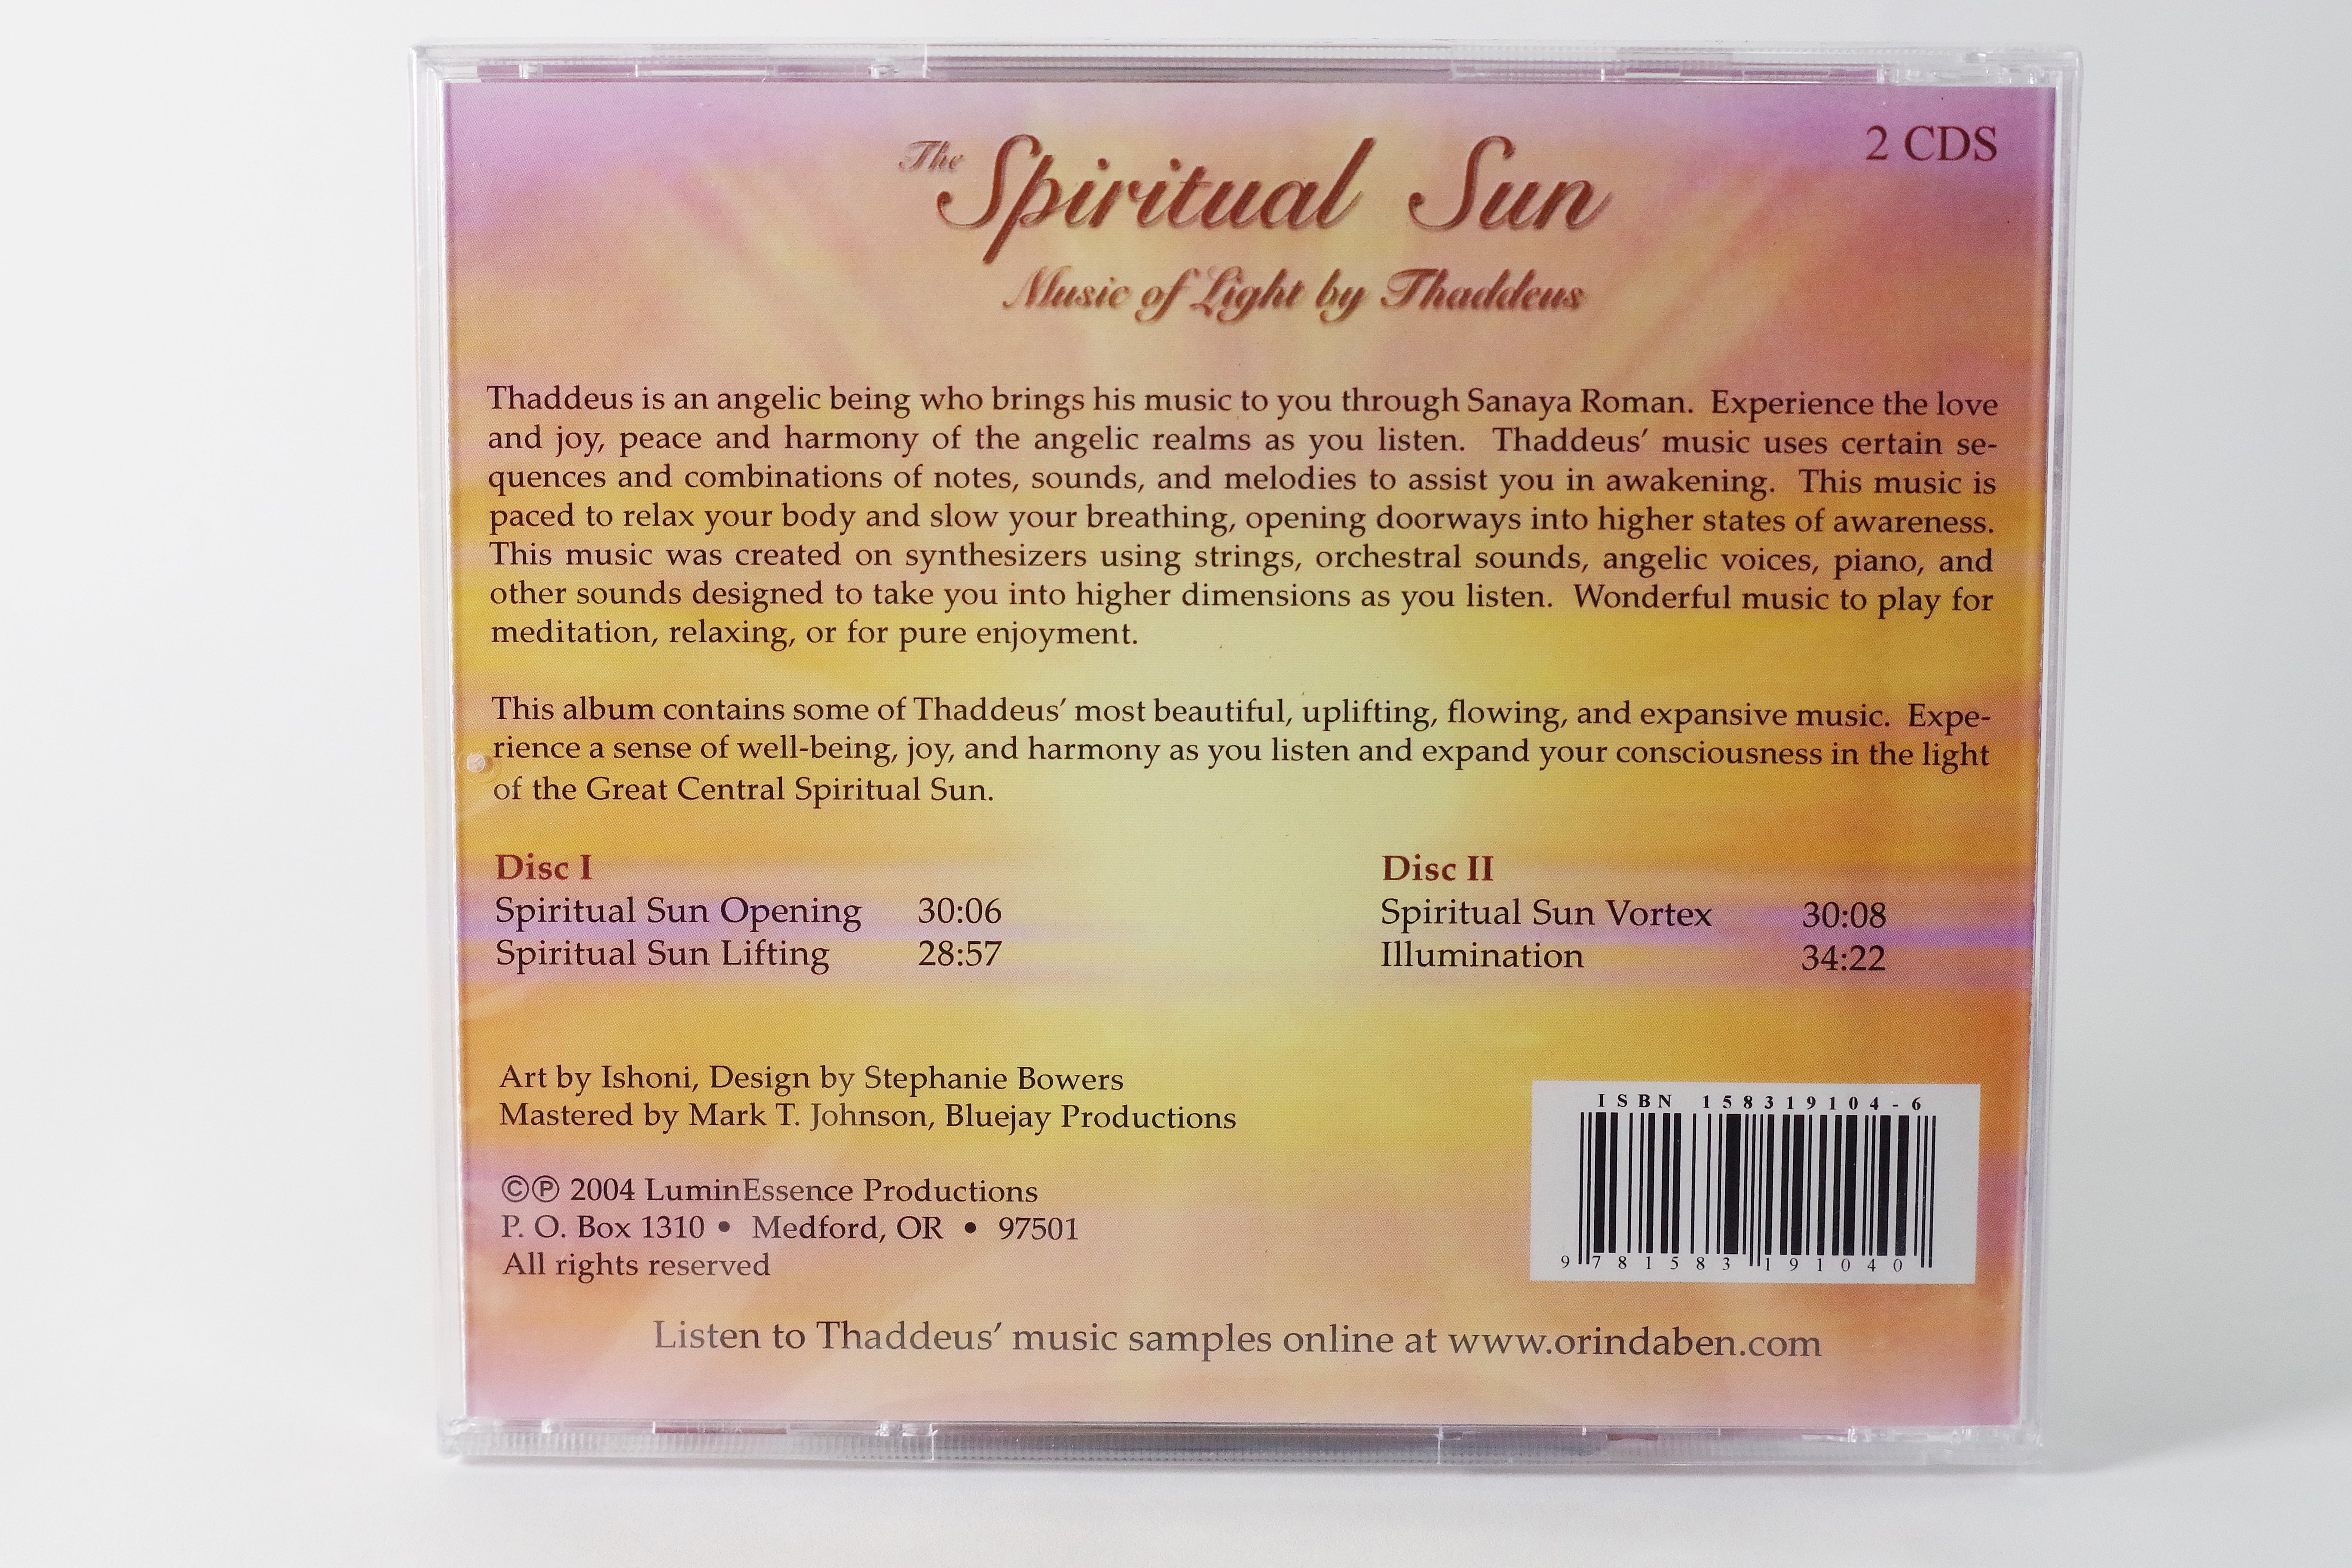 The Spiritual Sun
2 CDS
Music of Light by Thaddeus
Thaddeus is an angelic being who brings his music to you through Sanaya Roman. Experience the love
and joy, peace and harmony of the angelic realms as you listen. Thaddeus' music uses certain se-
quences and combinations of notes, sounds, and melodies to assist you in awakening. This music is
paced to relax your body and slow your breathing, opening doorways into higher states of awareness.
This music was created on synthesizers using strings, orchestral sounds, angelic voices, piano, and
other sounds designed to take you into higher dimensions as you listen. Wonderful music to play for
meditation, relaxing, or for pure enjoyment.
This album contains some of Thaddeus' most beautiful, uplifting, flowing, and expansive music. Expe-
rience a sense of well-being, joy, and harmony as you listen and expand your consciousness in the light
of the Great Central Spiritual Sun.
Disc I
Spiritual Sun Opening 30:06
Spiritual Sun Lifting 28:57
Disc II
Spiritual Sun Vortex 30:08
Illumination 34:22
Art by Ishoni, Design by Stephanie Bowers
Mastered by Mark T. Johnson, Bluejay Productions
©℗ 2004 LuminEssence Productions
P. O. Box 1310 • Medford, OR • 97501
All rights reserved
ISBN 158319104-6
9 781583 191040
Listen to Thaddeus' music samples online at www.orindaben.com